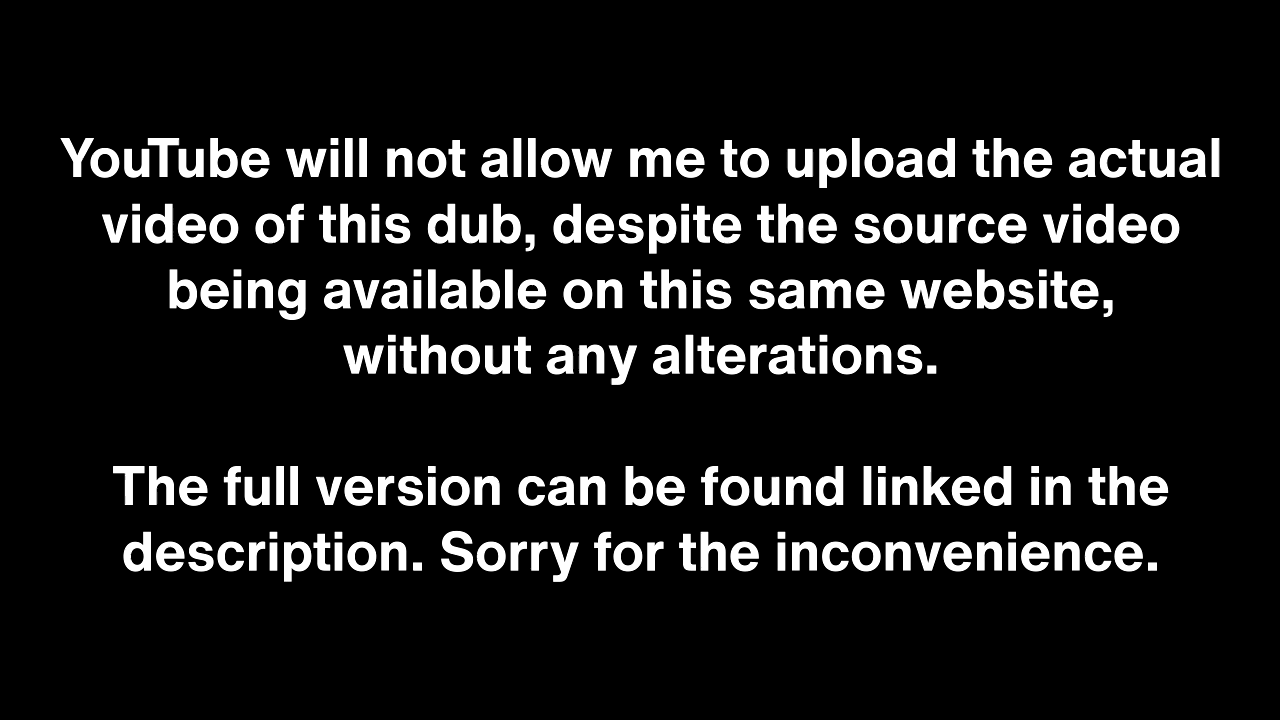 YouTube will not allow me to upload the actual
video of this dub, despite the source video
being available on this same website,
without any alterations.
The full version can be found linked in the
description. Sorry for the inconvenience.